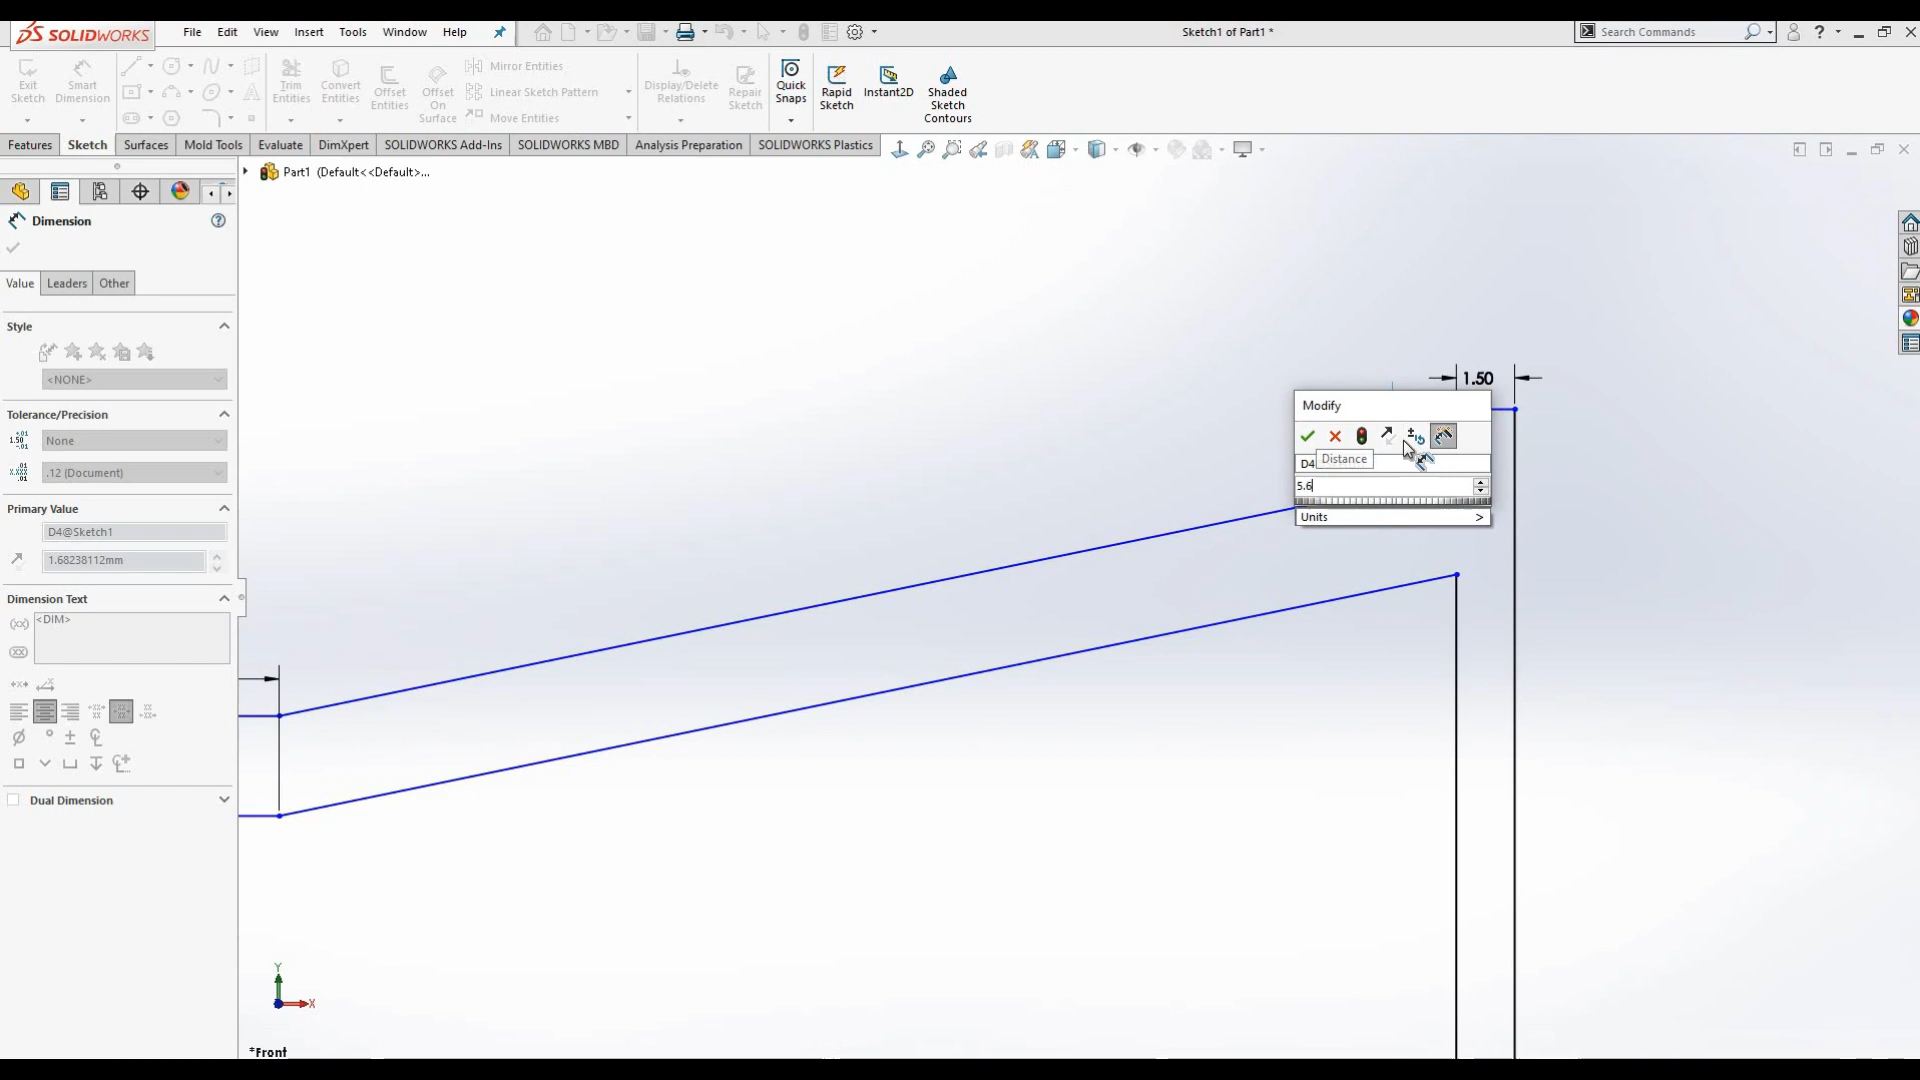 SOLIDWORKS File Edit View Insert Tools Window Help Sketch1 of Part1 * Search Commands
Exit Sketch
Smart Dimension
Trim Entities
Convert Entities
Offset Entities
Offset On Surface
Mirror Entities
Linear Sketch Pattern
Move Entities
Display/Delete Relations
Repair Sketch
Quick Snaps
Rapid Sketch
Instant2D
Shaded Sketch Contours
Features Sketch Surfaces Mold Tools Evaluate DimXpert SOLIDWORKS Add-Ins SOLIDWORKS MBD Analysis Preparation SOLIDWORKS Plastics
Part1 (Default<<Default>...
Dimension
Value Leaders Other
Style
<NONE>
Tolerance/Precision
None
.12 (Document)
Primary Value
D4@Sketch1
1.68238112mm
Dimension Text
<DIM>
Dual Dimension
1.50
Modify
Distance
D4
5.6
Units >
Y
X
*Front